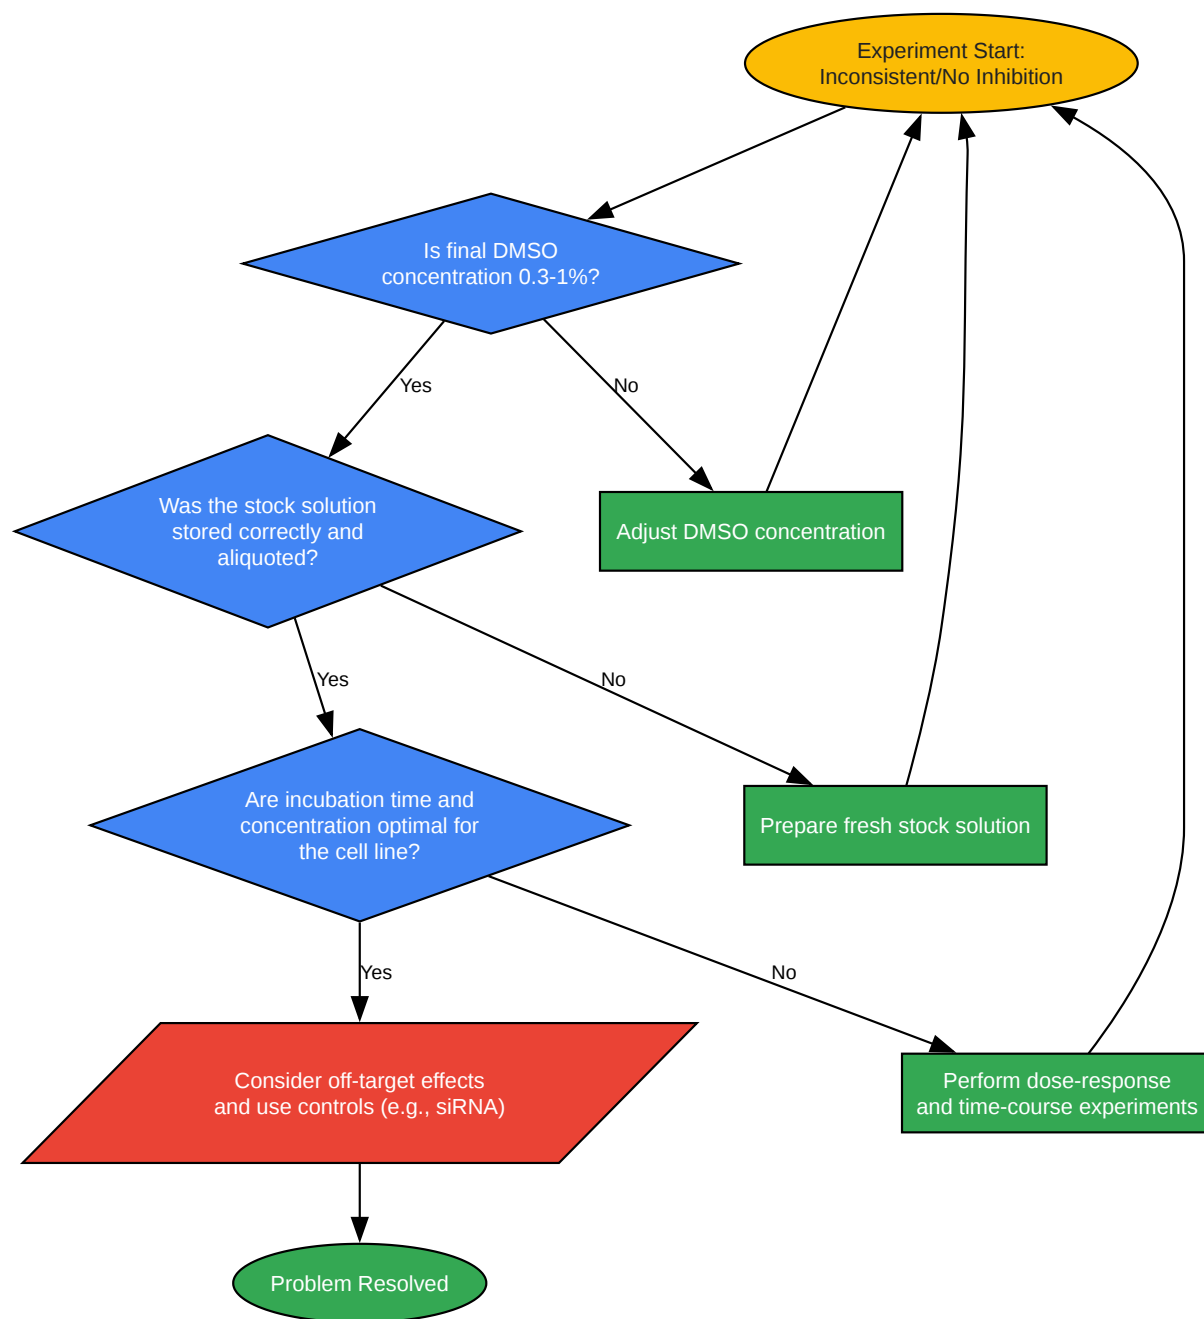 Experiment Start:
Inconsistent/No Inhibition
Is final DMSO
concentration 0.3-1%?
Yes
No
Was the stock solution
stored correctly and
aliquoted?
Adjust DMSO concentration
Yes
No
Are incubation time and
concentration optimal for
the cell line?
Prepare fresh stock solution
Yes
No
Consider off-target effects
and use controls (e.g., siRNA)
Perform dose-response
and time-course experiments
Problem Resolved